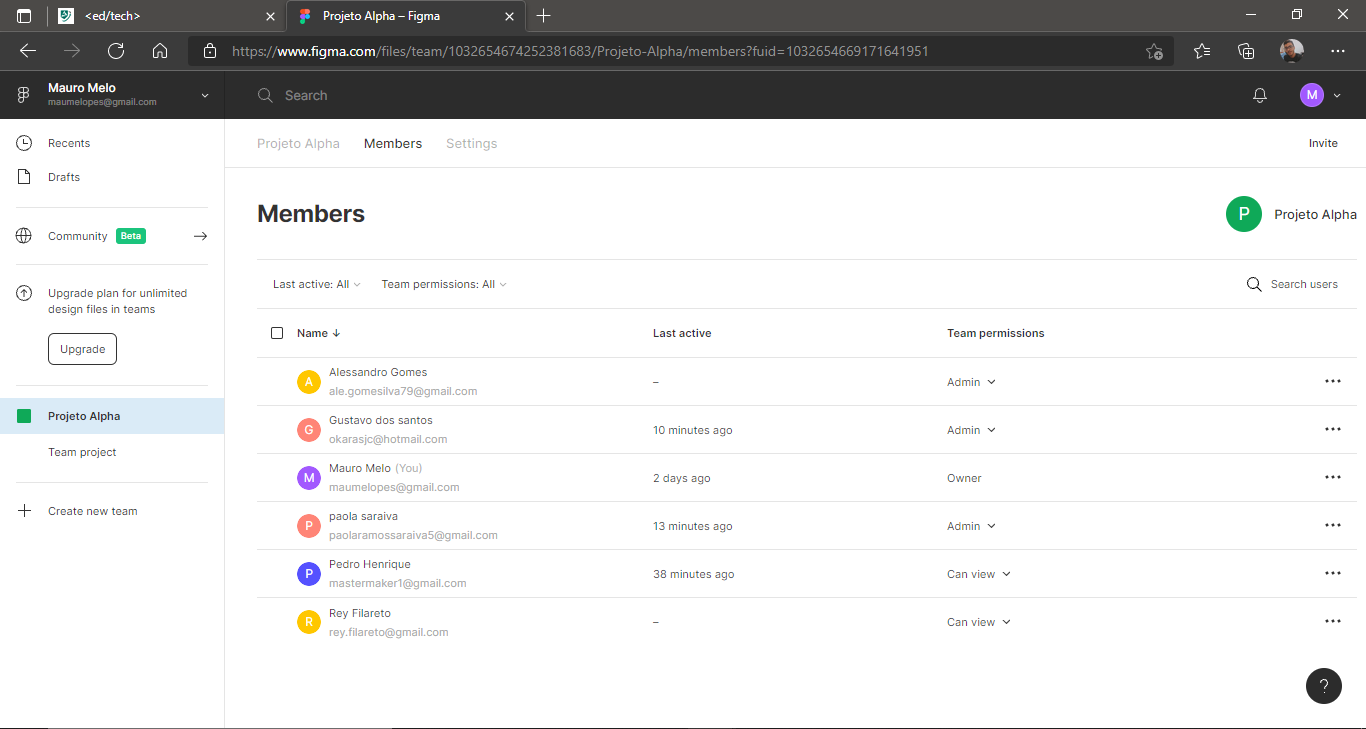 <ed/tech>
Projeto Alpha – Figma
https://www.figma.com/files/team/1032654674252381683/Projeto-Alpha/members?fuid=1032654669171641951
Mauro Melo
maumelopes@gmail.com
Search
M
Recents
Drafts
Community Beta
Upgrade plan for unlimited
design files in teams
Upgrade
Projeto Alpha
Team project
Create new team
Projeto Alpha Members Settings Invite
Members
P Projeto Alpha
Last active: All Team permissions: All Search users
Name Last active Team permissions
A Alessandro Gomes
ale.gomesilva79@gmail.com
– Admin
G Gustavo dos santos
okarasjc@hotmail.com
10 minutes ago Admin
M Mauro Melo (You)
maumelopes@gmail.com
2 days ago Owner
P paola saraiva
paolaramossaraiva5@gmail.com
13 minutes ago Admin
P Pedro Henrique
mastermaker1@gmail.com
38 minutes ago Can view
R Rey Filareto
rey.filareto@gmail.com
– Can view
?